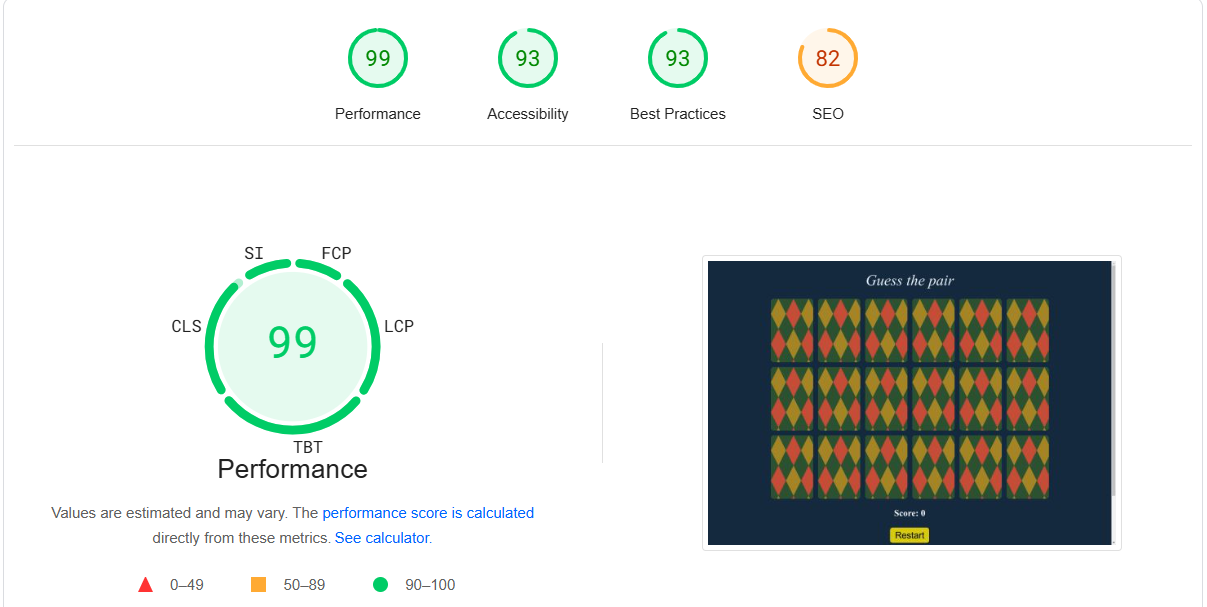 99 93 93 82
Performance Accessibility Best Practices SEO
SI FCP
CLS LCP
99
TBT
Performance
Values are estimated and may vary. The performance score is calculated
directly from these metrics. See calculator.
0–49 50–89 90–100
Guess the pair
Score: 0
Restart